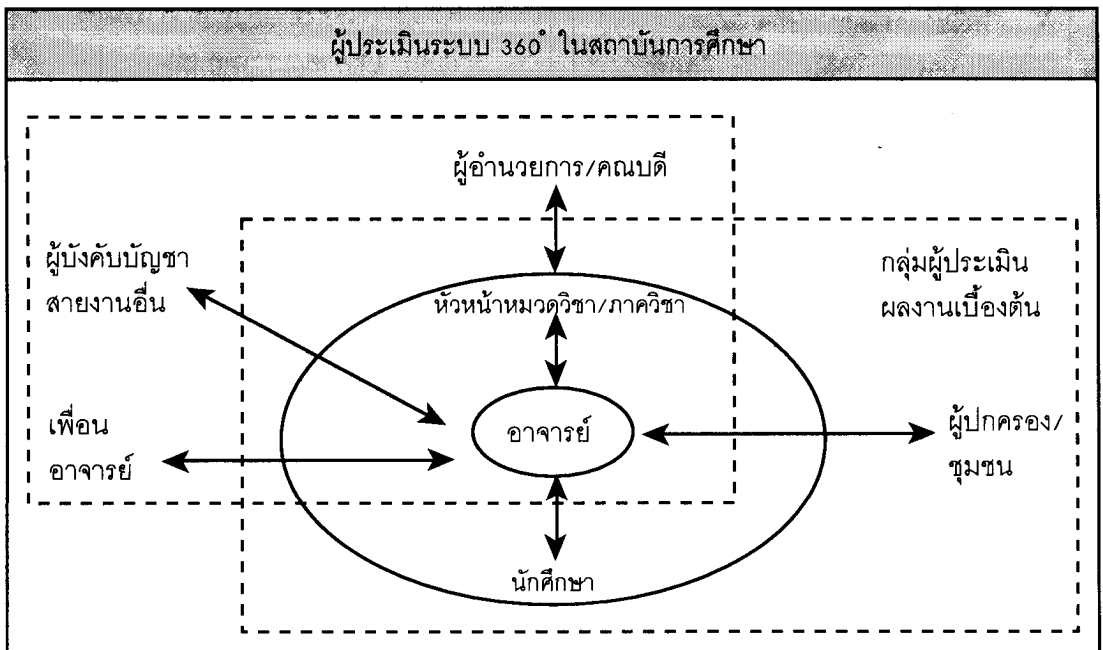 ผู้ประเมินระบบ 360° ในสถาบันการศึกษา
ผู้อำนวยการ/คณบดี
ผู้บังคับบัญชา
สายงานอื่น
กลุ่มผู้ประเมิน
ผลงานเบื้องต้น
หัวหน้าหมวดวิชา/ภาควิชา
เพื่อน
อาจารย์
อาจารย์
ผู้ปกครอง/
ชุมชน
นักศึกษา